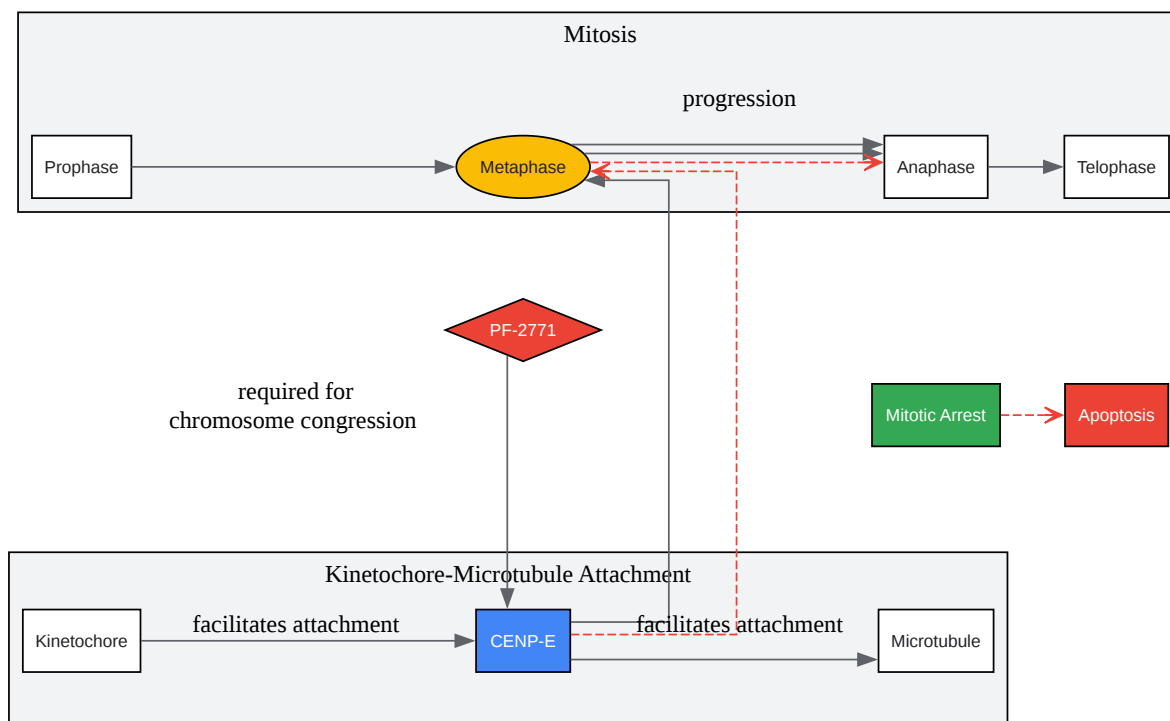 Mitosis
progression
Prophase
Metaphase
Anaphase
Telophase
PF-2771
required for
chromosome congression
Mitotic Arrest
Apoptosis
Kinetochore-Microtubule Attachment
facilitates attachment
facilitates attachment
Kinetochore
CENP-E
Microtubule